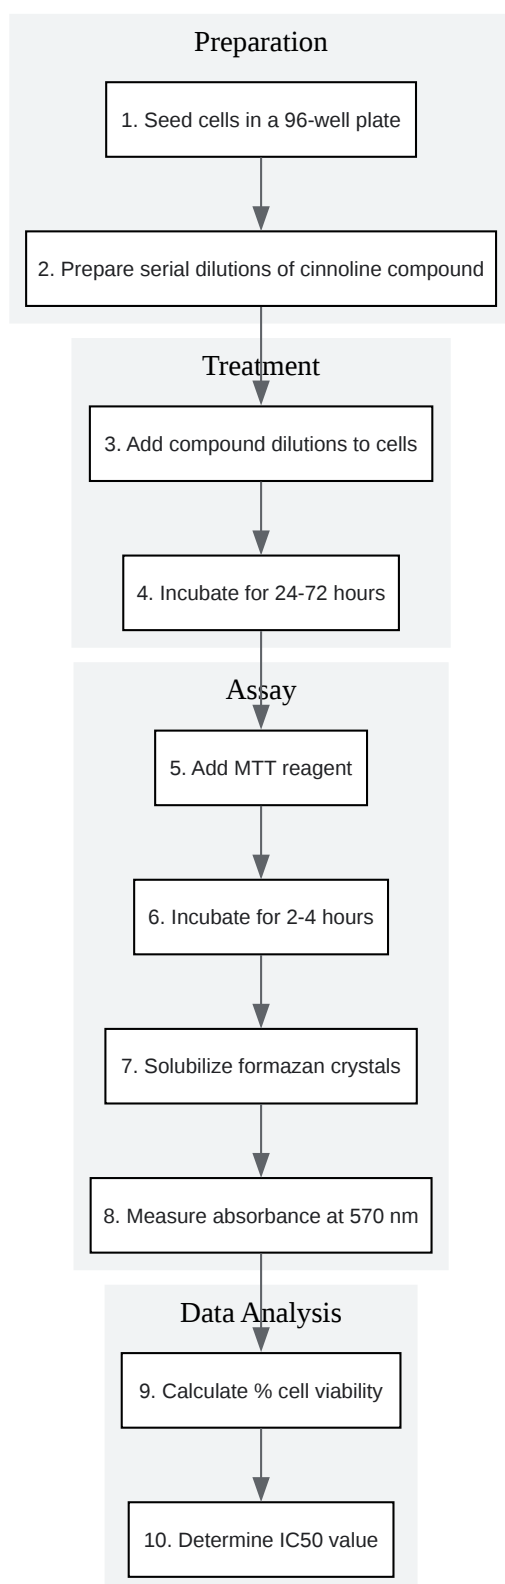 Preparation
1. Seed cells in a 96-well plate
2. Prepare serial dilutions of cinnoline compound
Treatment
3. Add compound dilutions to cells
4. Incubate for 24-72 hours
Assay
5. Add MTT reagent
6. Incubate for 2-4 hours
7. Solubilize formazan crystals
8. Measure absorbance at 570 nm
Data Analysis
9. Calculate % cell viability
10. Determine IC50 value